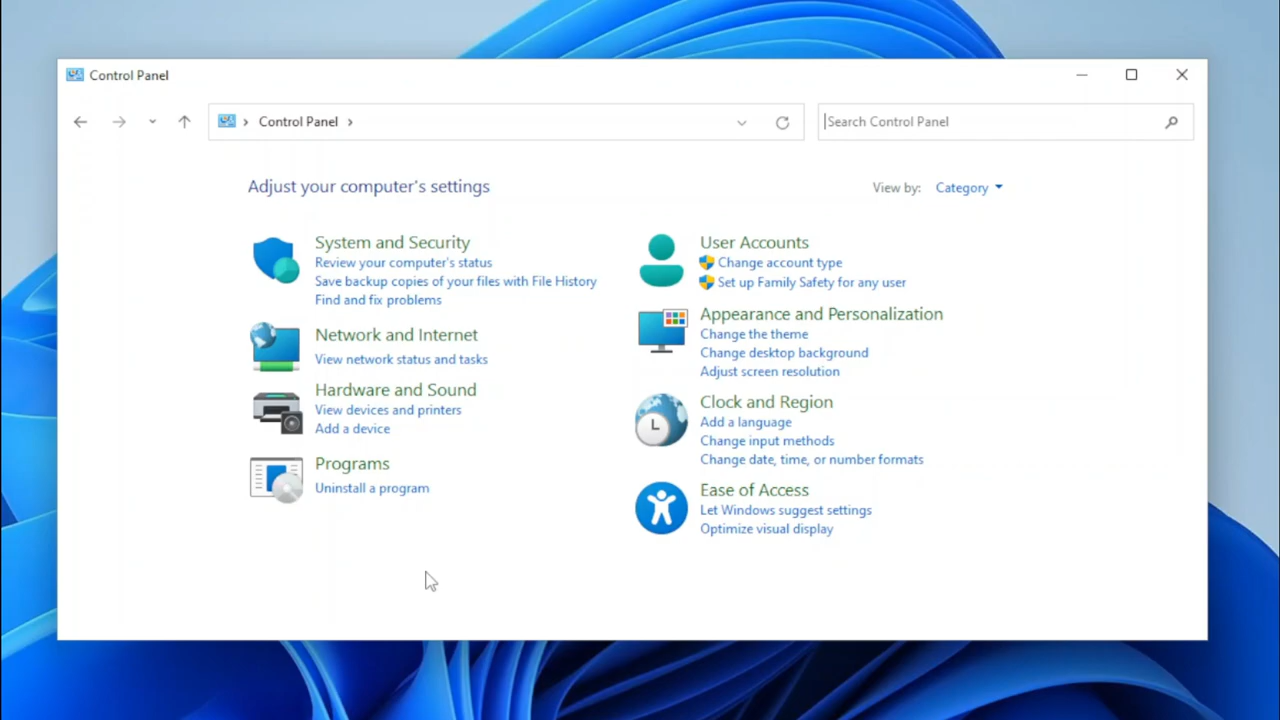 Control Panel
Control Panel
Search Control Panel
Adjust your computer's settings
View by: Category
System and Security
Review your computer's status
Save backup copies of your files with File History
Find and fix problems
Network and Internet
View network status and tasks
Hardware and Sound
View devices and printers
Add a device
Programs
Uninstall a program
User Accounts
Change account type
Set up Family Safety for any user
Appearance and Personalization
Change the theme
Change desktop background
Adjust screen resolution
Clock and Region
Add a language
Change input methods
Change date, time, or number formats
Ease of Access
Let Windows suggest settings
Optimize visual display